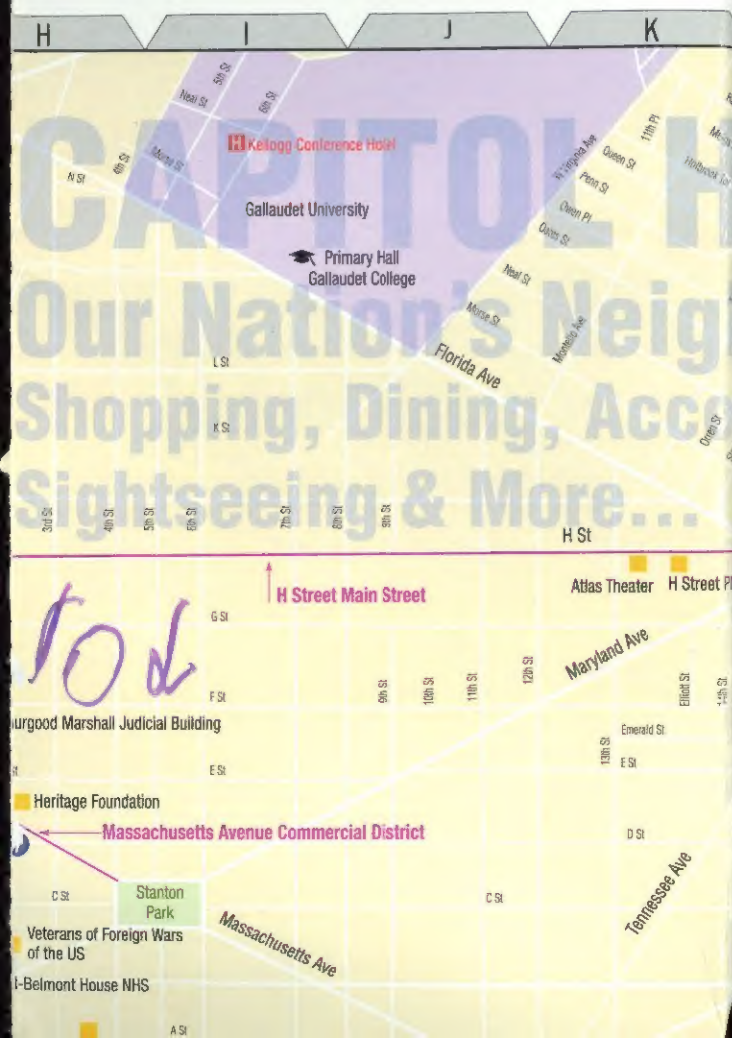 H I J K
CAPITOL H
Our Nation's Neig
Shopping, Dining, Acco
Sightseeing & More...
5th St
Neal St
6th St
Kellogg Conference Hotel
4th St
Morse St
N St
Gallaudet University
Primary Hall
Gallaudet College
11th Pl
Queen St
Penn St
Owen Pl
Oates St
Neal St
Morse St
Montello Ave
Florida Ave
L St
K St
Orren St
3rd St
4th St
5th St
6th St
7th St
8th St
9th St
H St
H Street Main Street
Atlas Theater
H Street Pl
G St
Maryland Ave
9th St
10th St
11th St
12th St
Elliott St
F St
urgood Marshall Judicial Building
Emerald St
13th St
E St
E St
Heritage Foundation
Massachusetts Avenue Commercial District
D St
C St
Stanton
Park
C St
Tennessee Ave
Massachusetts Ave
Veterans of Foreign Wars
of the US
l-Belmont House NHS
A St